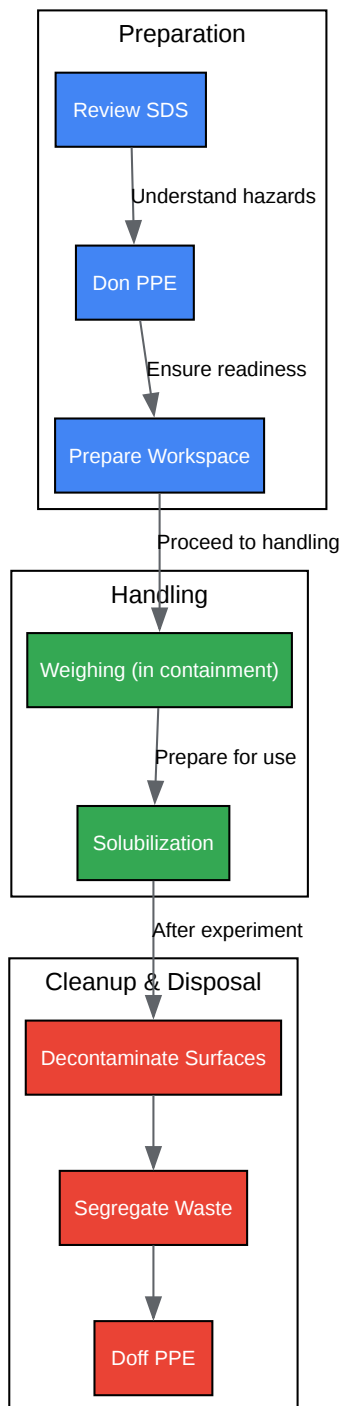 Preparation
Review SDS
Understand hazards
Don PPE
Ensure readiness
Prepare Workspace
Proceed to handling
Handling
Weighing (in containment)
Prepare for use
Solubilization
After experiment
Cleanup & Disposal
Decontaminate Surfaces
Segregate Waste
Doff PPE